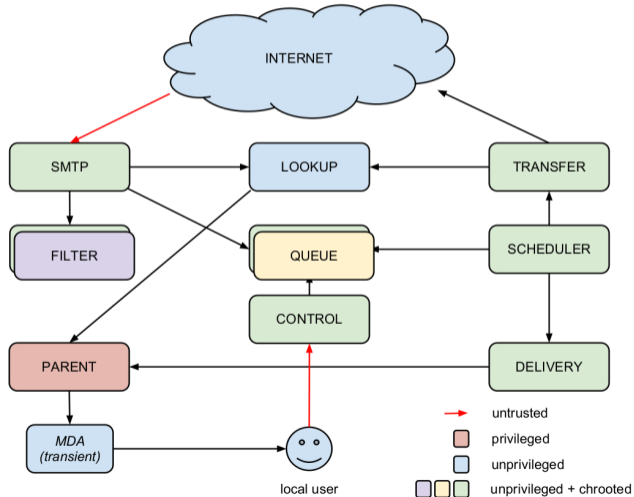 INTERNET
SMTP
LOOKUP
TRANSFER
FILTER
QUEUE
SCHEDULER
CONTROL
PARENT
DELIVERY
MDA
(transient)
local user
untrusted
privileged
unprivileged
unprivileged + chrooted